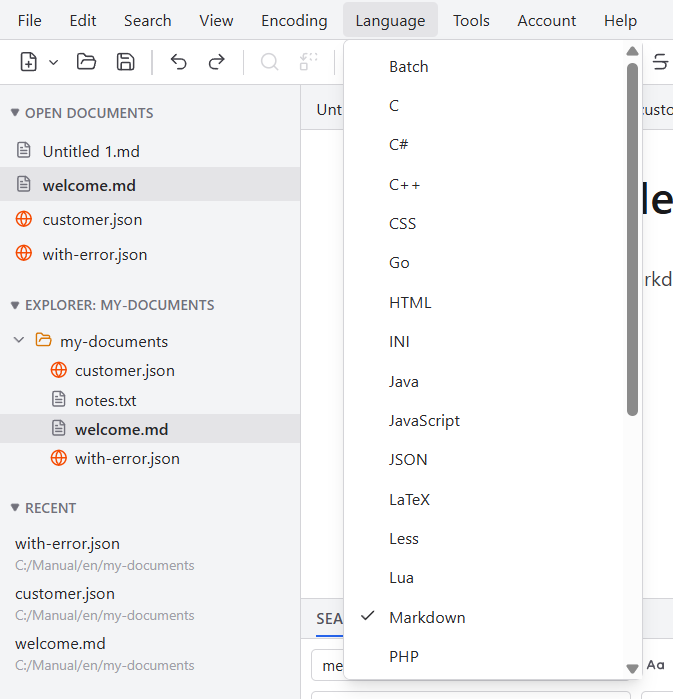 File Edit Search View Encoding Language Tools Account Help
OPEN DOCUMENTS
Untitled 1.md
welcome.md
customer.json
with-error.json
EXPLORER: MY-DOCUMENTS
my-documents
customer.json
notes.txt
welcome.md
with-error.json
RECENT
with-error.json
C:/Manual/en/my-documents
customer.json
C:/Manual/en/my-documents
welcome.md
C:/Manual/en/my-documents
Batch
C
C#
C++
CSS
Go
HTML
INI
Java
JavaScript
JSON
LaTeX
Less
Lua
Markdown
PHP
Aa